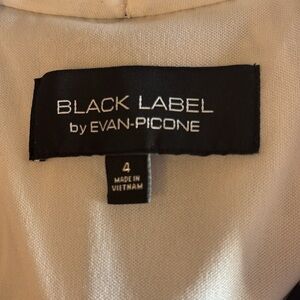 BLACK LABEL
by EVAN-PICONE
4
MADE IN
VIETNAM